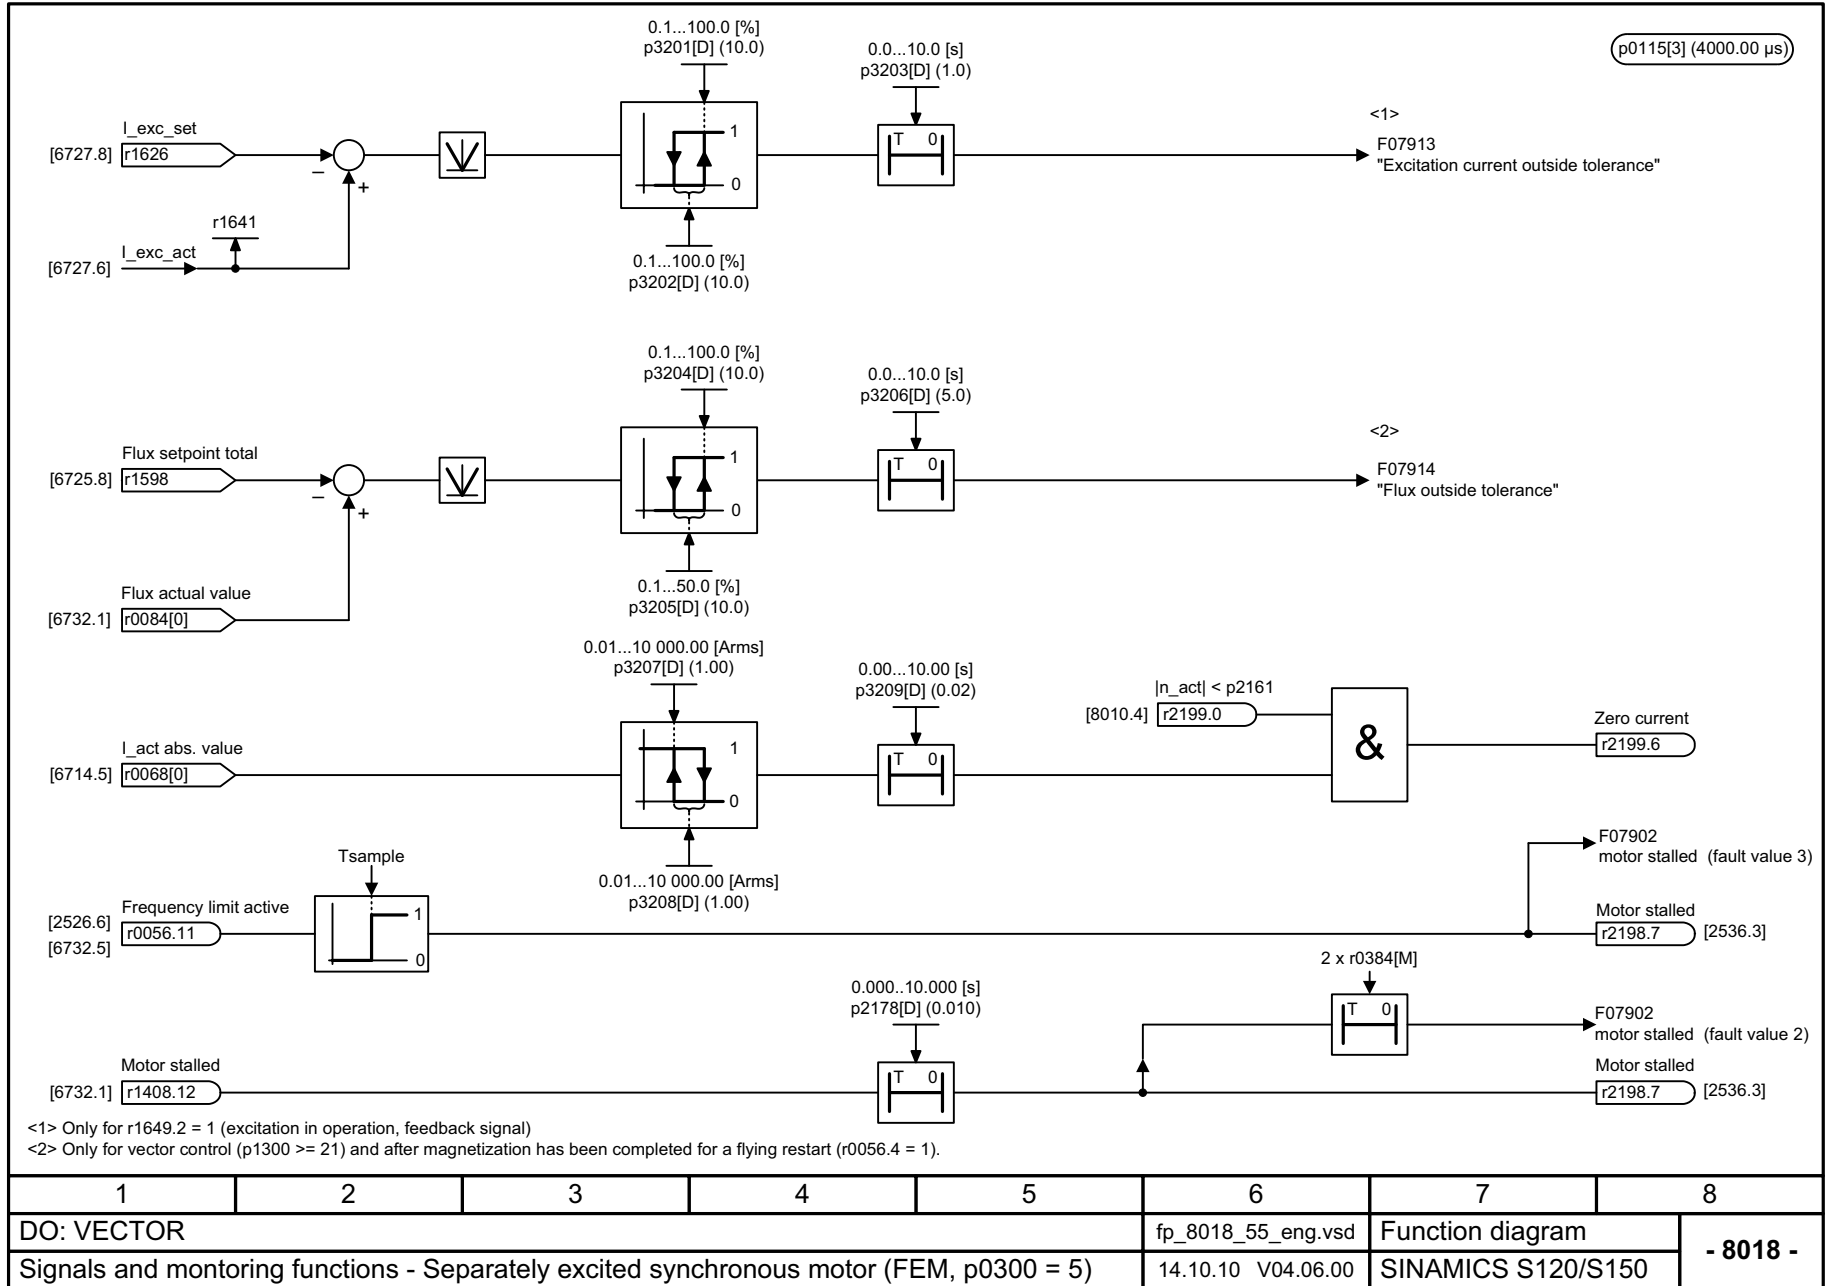 0.1...100.0 [%]
p3201[D] (10.0)
0.0...10.0 [s]
p3203[D] (1.0)
p0115[3] (4000.00 µs)
I_exc_set
[6727.8] r1626
–
+
1
0
T 0
<1>
F07913
"Excitation current outside tolerance"
r1641
I_exc_act
[6727.6]
0.1...100.0 [%]
p3202[D] (10.0)
0.1...100.0 [%]
p3204[D] (10.0)
0.0...10.0 [s]
p3206[D] (5.0)
Flux setpoint total
[6725.8] r1598
–
+
1
0
T 0
<2>
F07914
"Flux outside tolerance"
0.1...50.0 [%]
p3205[D] (10.0)
Flux actual value
[6732.1] r0084[0]
0.01...10 000.00 [Arms]
p3207[D] (1.00)
0.00...10.00 [s]
p3209[D] (0.02)
|n_act| < p2161
[8010.4] r2199.0
&
Zero current
r2199.6
I_act abs. value
[6714.5] r0068[0]
1
0
T 0
0.01...10 000.00 [Arms]
p3208[D] (1.00)
Tsample
Frequency limit active
[2526.6]
[6732.5]
r0056.11
1
0
F07902
motor stalled (fault value 3)
Motor stalled
r2198.7 [2536.3]
2 x r0384[M]
T 0
F07902
motor stalled (fault value 2)
0.000..10.000 [s]
p2178[D] (0.010)
Motor stalled
[6732.1] r1408.12
T 0
Motor stalled
r2198.7 [2536.3]
<1> Only for r1649.2 = 1 (excitation in operation, feedback signal)
<2> Only for vector control (p1300 >= 21) and after magnetization has been completed for a flying restart (r0056.4 = 1).
1 2 3 4 5 6 7 8
DO: VECTOR
fp_8018_55_eng.vsd
Function diagram
- 8018 -
Signals and montoring functions - Separately excited synchronous motor (FEM, p0300 = 5)
14.10.10 V04.06.00
SINAMICS S120/S150